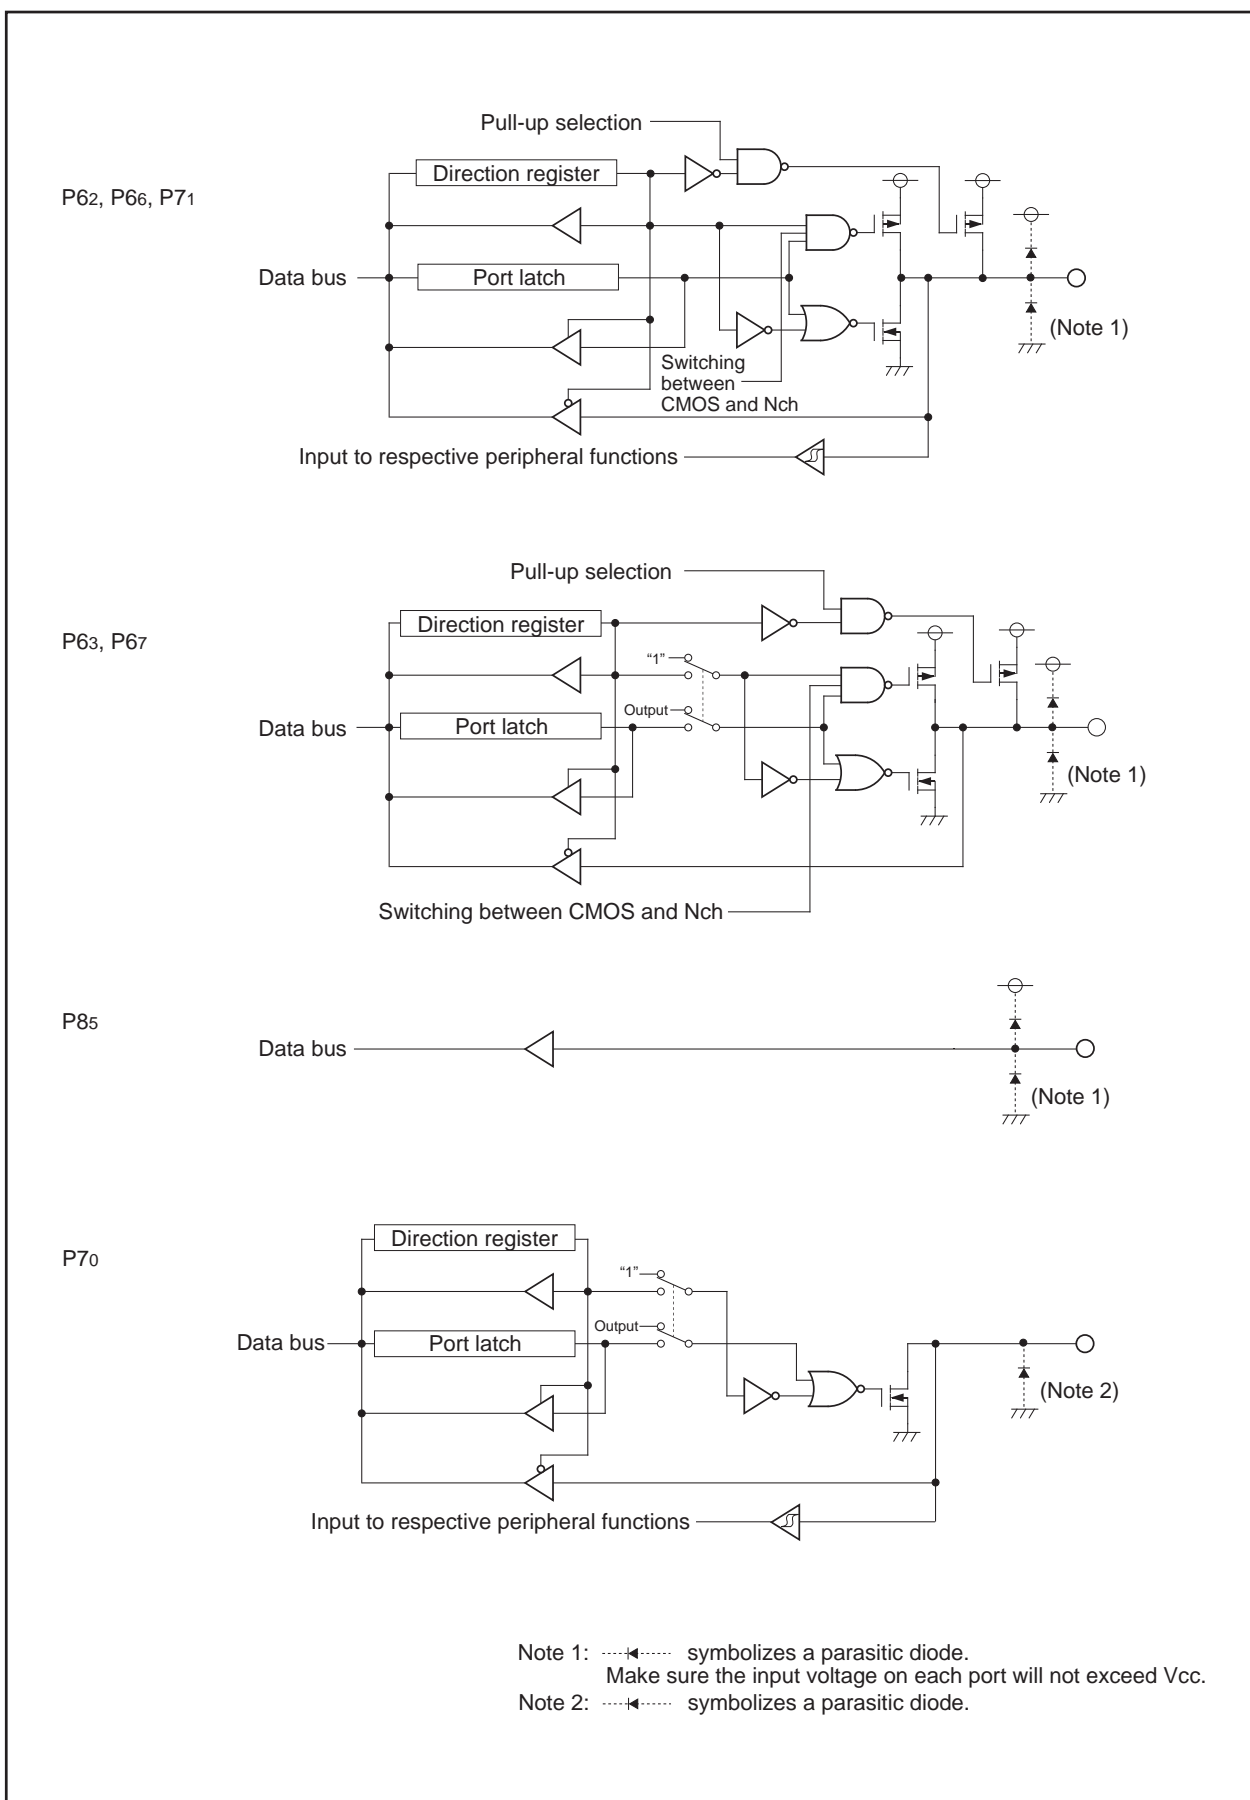 Pull-up selection
Direction register
P62, P66, P71
Data bus
Port latch
(Note 1)
Switching
between
CMOS and Nch
Input to respective peripheral functions
Pull-up selection
Direction register
P63, P67
“1”
Output
Data bus
Port latch
(Note 1)
Switching between CMOS and Nch
P85
Data bus
(Note 1)
Direction register
P70
“1”
Output
Data bus
Port latch
(Note 2)
Input to respective peripheral functions
Note 1: symbolizes a parasitic diode.
Make sure the input voltage on each port will not exceed Vcc.
Note 2: symbolizes a parasitic diode.